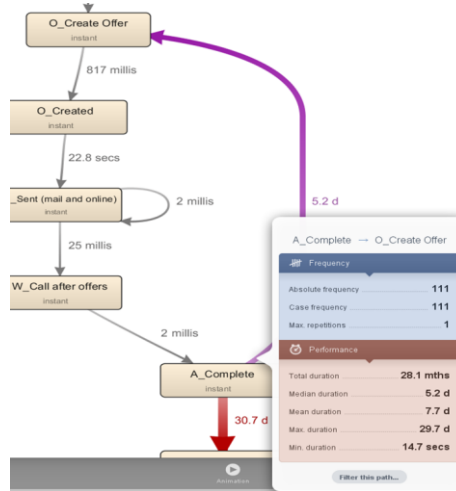 O_Create Offer
instant
817 millis
O_Created
instant
22.8 secs
_Sent (mail and online)
instant
2 millis
5.2 d
25 millis
A_Complete → O_Create Offer
Frequency
W_Call after offers
instant
Absolute frequency 111
Case frequency 111
Max. repetitions 1
2 millis
Performance
A_Complete
instant
Total duration 28.1 mths
Median duration 5.2 d
Mean duration 7.7 d
30.7 d
Max. duration 29.7 d
Min. duration 14.7 secs
Animation
Filter this path...